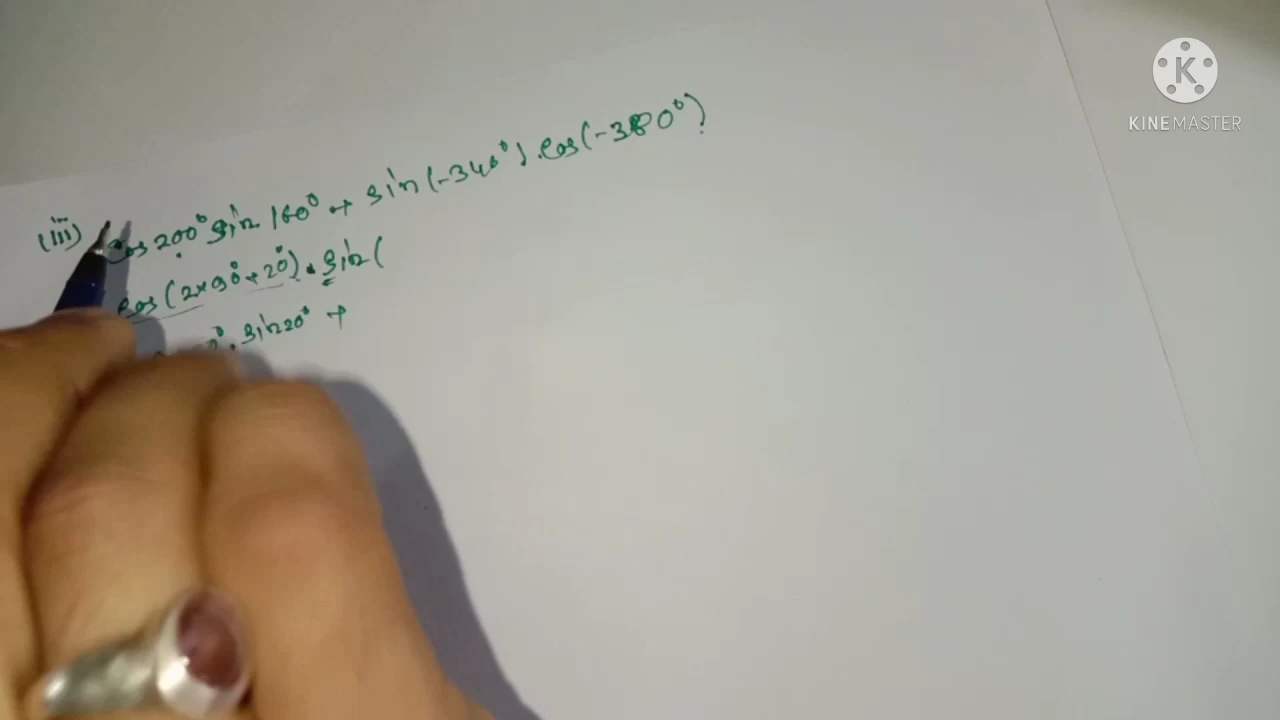 KINEMASTER
(iii) cos 200° sin 160° + sin (-340°) . cos (-380°)
cos (2×90° + 20°) . sin (
. sin 20° +